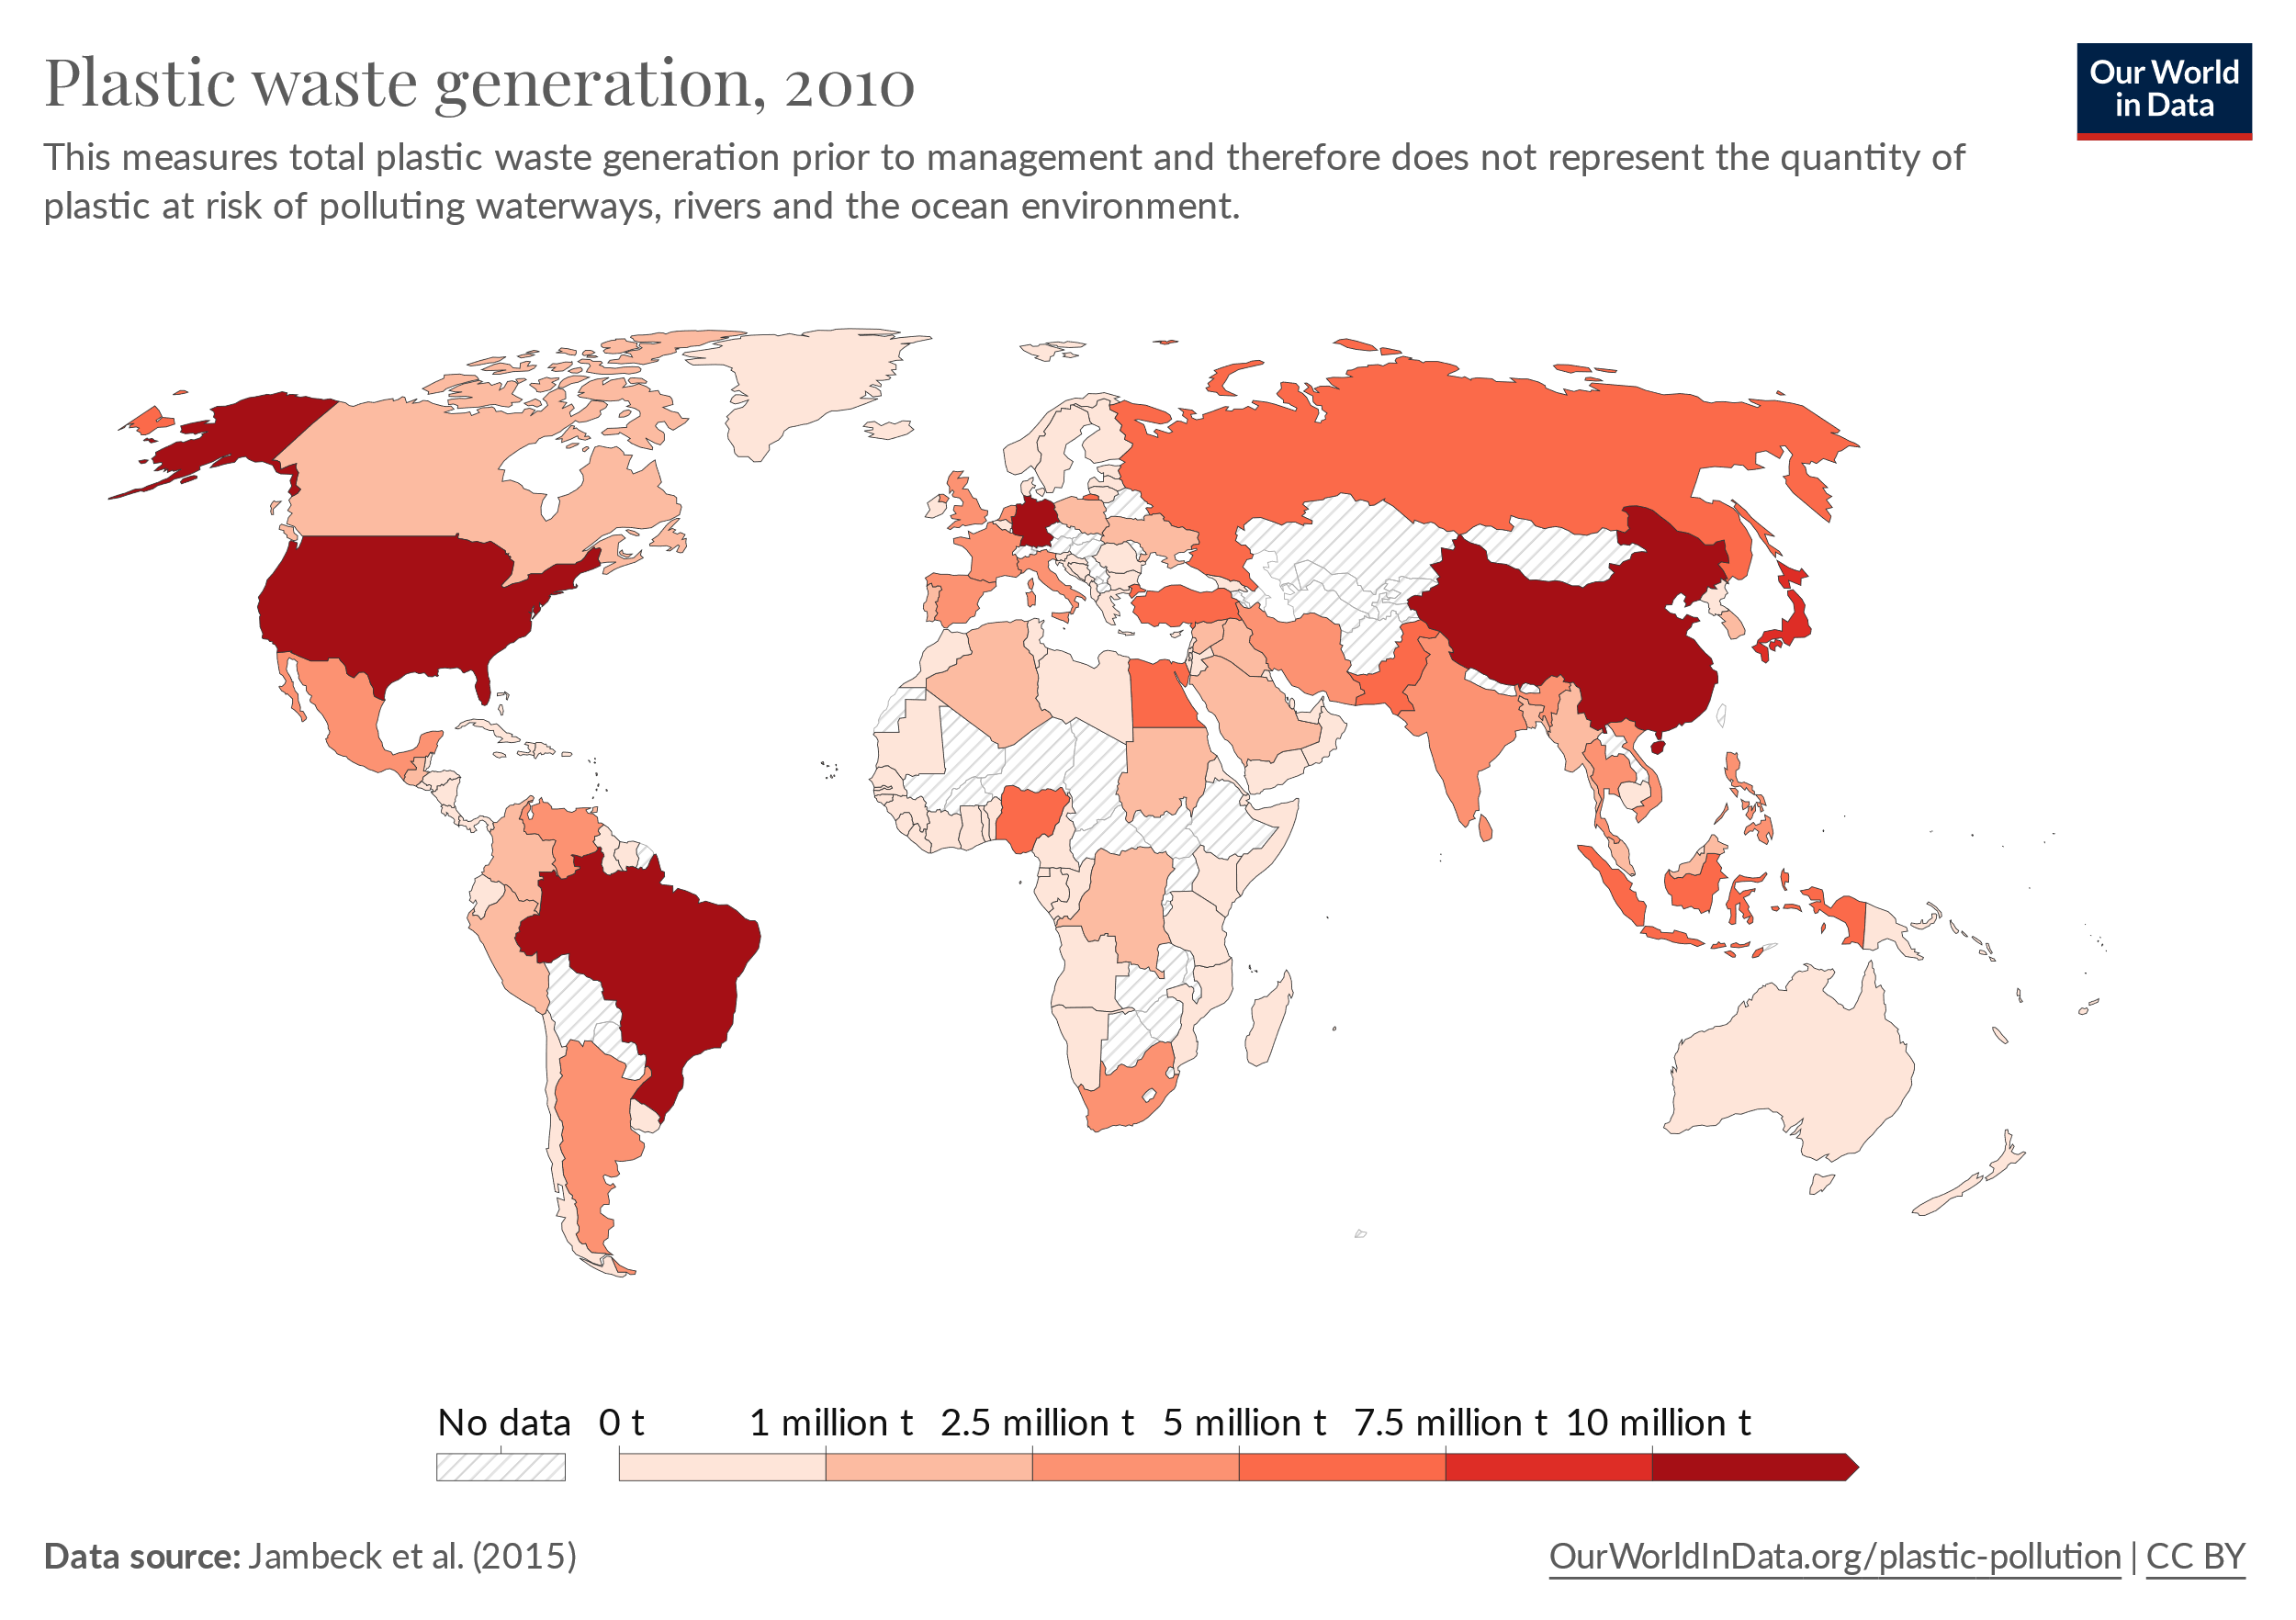 Plastic waste generation, 2010
Our World
in Data
This measures total plastic waste generation prior to management and therefore does not represent the quantity of
plastic at risk of polluting waterways, rivers and the ocean environment.
No data 0 t 1 million t 2.5 million t 5 million t 7.5 million t 10 million t
Data source: Jambeck et al. (2015)
OurWorldInData.org/plastic-pollution | CC BY